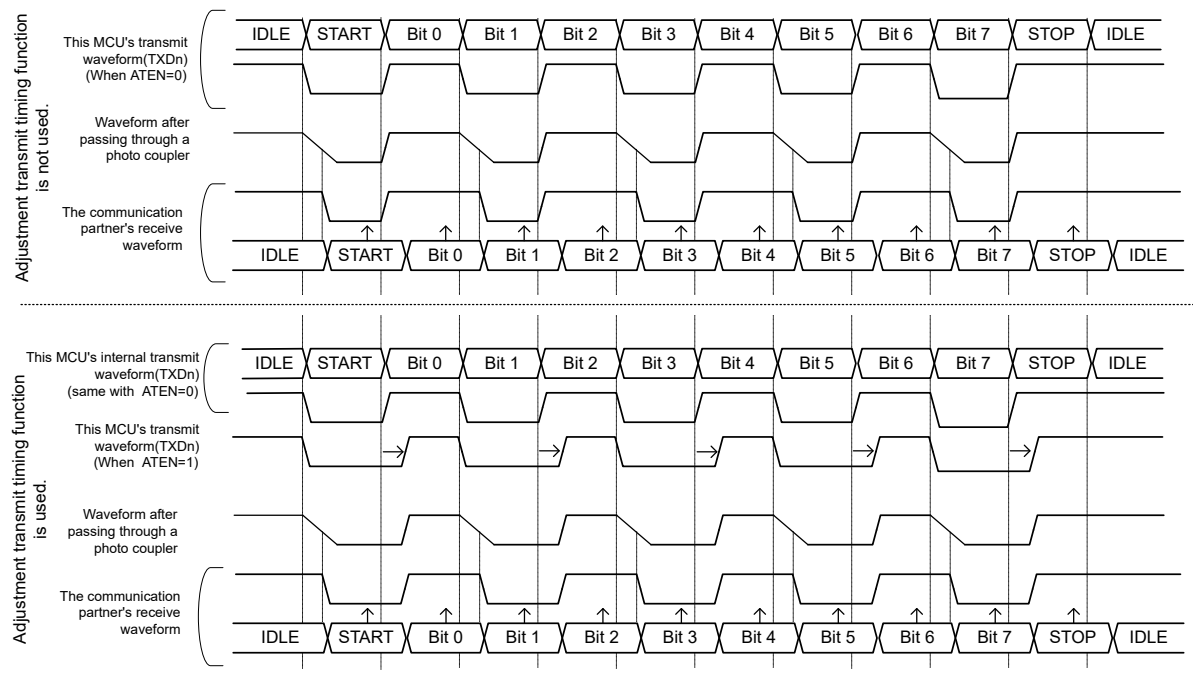 Adjustment transmit timing function
is not used.
This MCU's transmit
waveform(TXDn)
(When ATEN=0)
IDLE START Bit 0 Bit 1 Bit 2 Bit 3 Bit 4 Bit 5 Bit 6 Bit 7 STOP IDLE
Waveform after
passing through a
photo coupler
The communication
partner's receive
waveform
IDLE START Bit 0 Bit 1 Bit 2 Bit 3 Bit 4 Bit 5 Bit 6 Bit 7 STOP IDLE
Adjustment transmit timing function
is used.
This MCU's internal transmit
waveform(TXDn)
(same with ATEN=0)
IDLE START Bit 0 Bit 1 Bit 2 Bit 3 Bit 4 Bit 5 Bit 6 Bit 7 STOP IDLE
This MCU's transmit
waveform(TXDn)
(When ATEN=1)
Waveform after
passing through a
photo coupler
The communication
partner's receive
waveform
IDLE START Bit 0 Bit 1 Bit 2 Bit 3 Bit 4 Bit 5 Bit 6 Bit 7 STOP IDLE